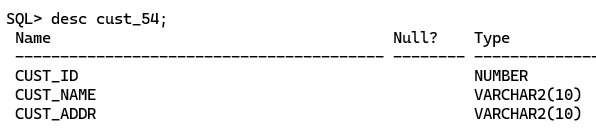 SQL> desc cust_54;
 Name                                      Null?    Type
 ----------------------------------------- -------- --------------
 CUST_ID                                            NUMBER
 CUST_NAME                                          VARCHAR2(10)
 CUST_ADDR                                          VARCHAR2(10)